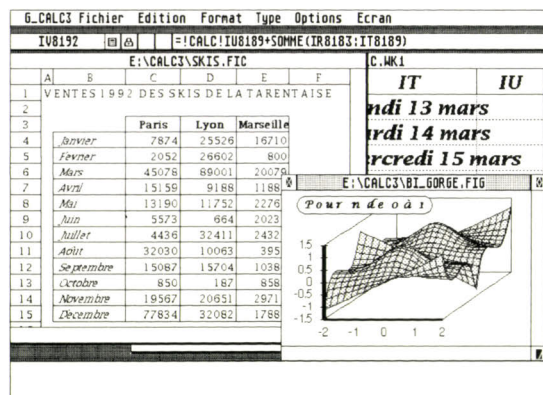 G_CALC3 Fichier Edition Format Type Options Ecran
IV8192 =!CALC!IU8189+SOMME(IR8183:IT8189)
E:\CALC3\SKIS.FIC
.C.WK1
A B C D E F
IT IU
1 VENTES 1992 DES SKIS DE LA TARENTAISE
2
3 Paris Lyon Marseille
4 Janvier 7874 25526 16710
5 Fevrier 2052 26602 800
6 Mars 45078 89001 20079
7 Avril 15159 9188 1188
8 Mai 13190 11752 2276
9 Juin 5573 664 2023
10 Juillet 4436 32411 2432
11 Août 32030 10063 395
12 Septembre 15087 15704 1038
13 Octobre 850 187 858
14 Novembre 19567 20651 2971
15 Decembre 77834 32082 1788
ndi 13 mars
rdi 14 mars
ercredi 15 mars
E:\CALC3\BI_GORGE.FIG
Pour n de 0 à 1
1.5
1
0.5
0
-0.5
-1
-1.5
-2 -1 0 1 2